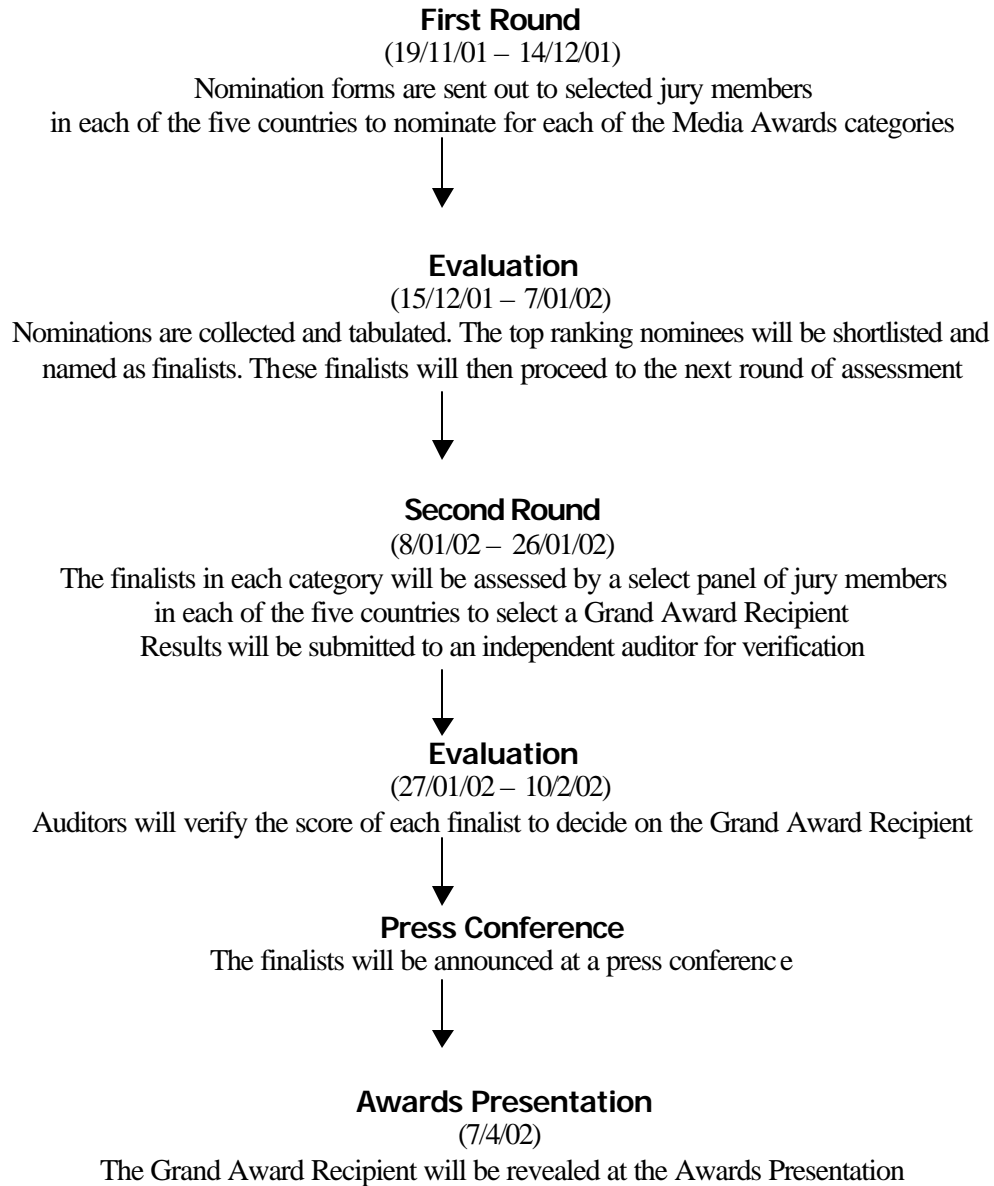 First Round
(19/11/01 – 14/12/01)
Nomination forms are sent out to selected jury members
in each of the five countries to nominate for each of the Media Awards categories
Evaluation
(15/12/01 – 7/01/02)
Nominations are collected and tabulated. The top ranking nominees will be shortlisted and
named as finalists. These finalists will then proceed to the next round of assessment
Second Round
(8/01/02 – 26/01/02)
The finalists in each category will be assessed by a select panel of jury members
in each of the five countries to select a Grand Award Recipient
Results will be submitted to an independent auditor for verification
Evaluation
(27/01/02 – 10/2/02)
Auditors will verify the score of each finalist to decide on the Grand Award Recipient
Press Conference
The finalists will be announced at a press conference
Awards Presentation
(7/4/02)
The Grand Award Recipient will be revealed at the Awards Presentation